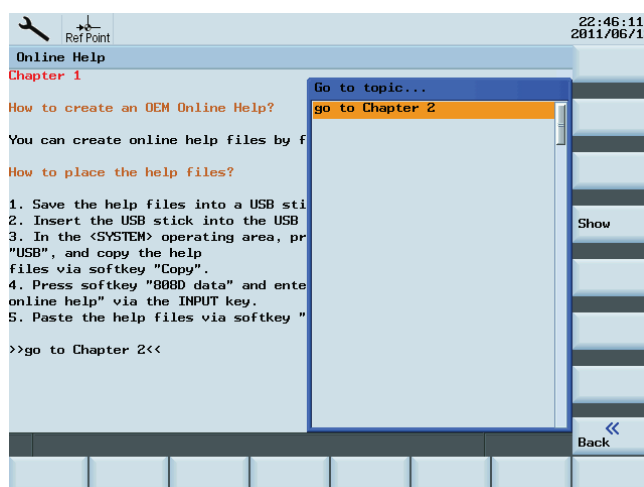 22:46:11
2011/06/1
Ref Point
Online Help
Chapter 1
How to create an OEM Online Help?
You can create online help files by f
How to place the help files?
1. Save the help files into a USB sti
2. Insert the USB stick into the USB
3. In the <SYSTEM> operating area, pr
"USB", and copy the help
files via softkey "Copy".
4. Press softkey "808D data" and ente
online help" via the INPUT key.
5. Paste the help files via softkey "
>>go to Chapter 2<<
Go to topic...
go to Chapter 2
Show
«
Back